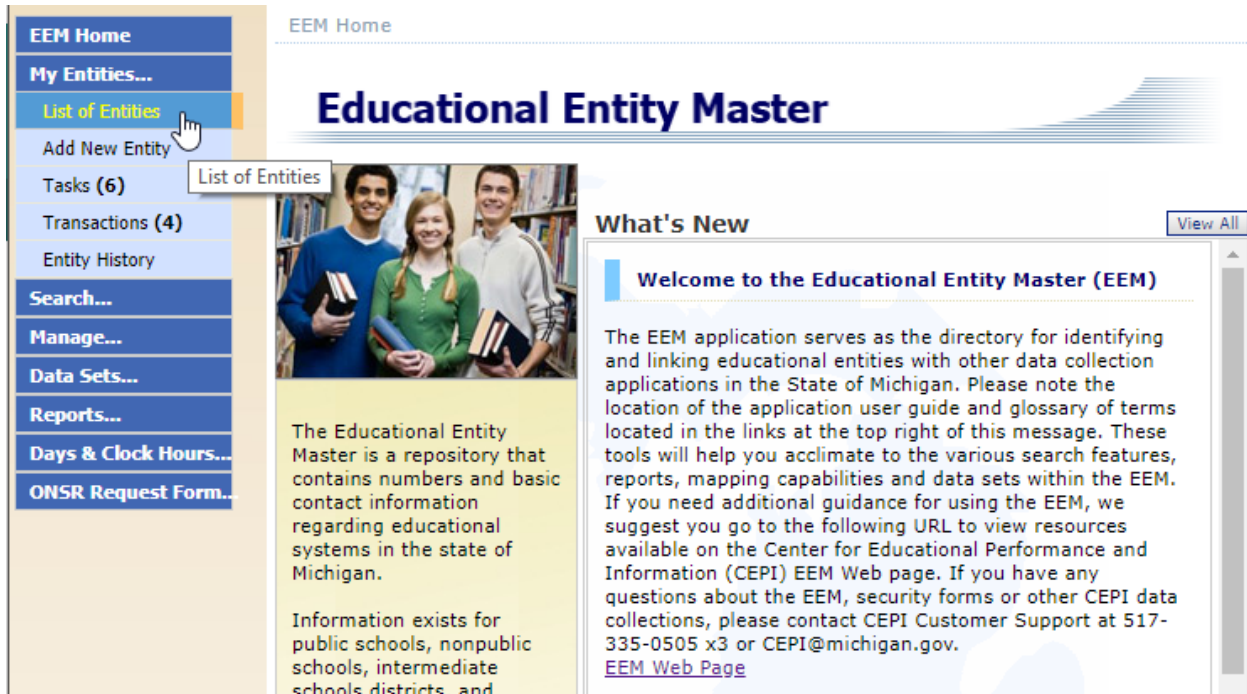 EEM Home
My Entities...
List of Entities
Add New Entity
List of Entities
Tasks (6)
Transactions (4)
Entity History
Search...
Manage...
Data Sets...
Reports...
Days & Clock Hours...
ONSR Request Form...
EEM Home
Educational Entity Master
The Educational Entity
Master is a repository that
contains numbers and basic
contact information
regarding educational
systems in the state of
Michigan.
Information exists for
public schools, nonpublic
schools, intermediate
schools districts, and
What's New
View All
Welcome to the Educational Entity Master (EEM)
The EEM application serves as the directory for identifying
and linking educational entities with other data collection
applications in the State of Michigan. Please note the
location of the application user guide and glossary of terms
located in the links at the top right of this message. These
tools will help you acclimate to the various search features,
reports, mapping capabilities and data sets within the EEM.
If you need additional guidance for using the EEM, we
suggest you go to the following URL to view resources
available on the Center for Educational Performance and
Information (CEPI) EEM Web page. If you have any
questions about the EEM, security forms or other CEPI data
collections, please contact CEPI Customer Support at 517-
335-0505 x3 or CEPI@michigan.gov.
EEM Web Page